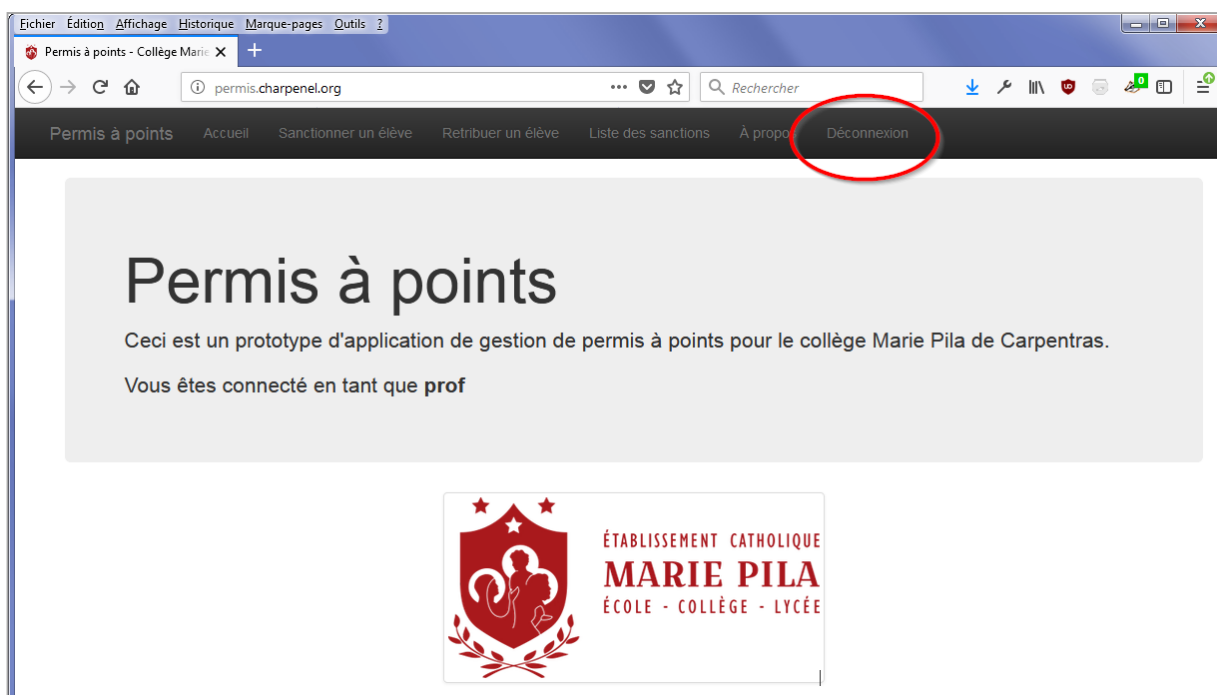 Fichier Édition Affichage Historique Marque-pages Outils ?
Permis à points - Collège Marie
permis.charpenel.org
Rechercher
0
Permis à points Accueil Sanctionner un élève Retribuer un élève Liste des sanctions À propos Déconnexion
Permis à points
Ceci est un prototype d'application de gestion de permis à points pour le collège Marie Pila de Carpentras.
Vous êtes connecté en tant que prof
ÉTABLISSEMENT CATHOLIQUE
MARIE PILA
ÉCOLE - COLLÈGE - LYCÉE